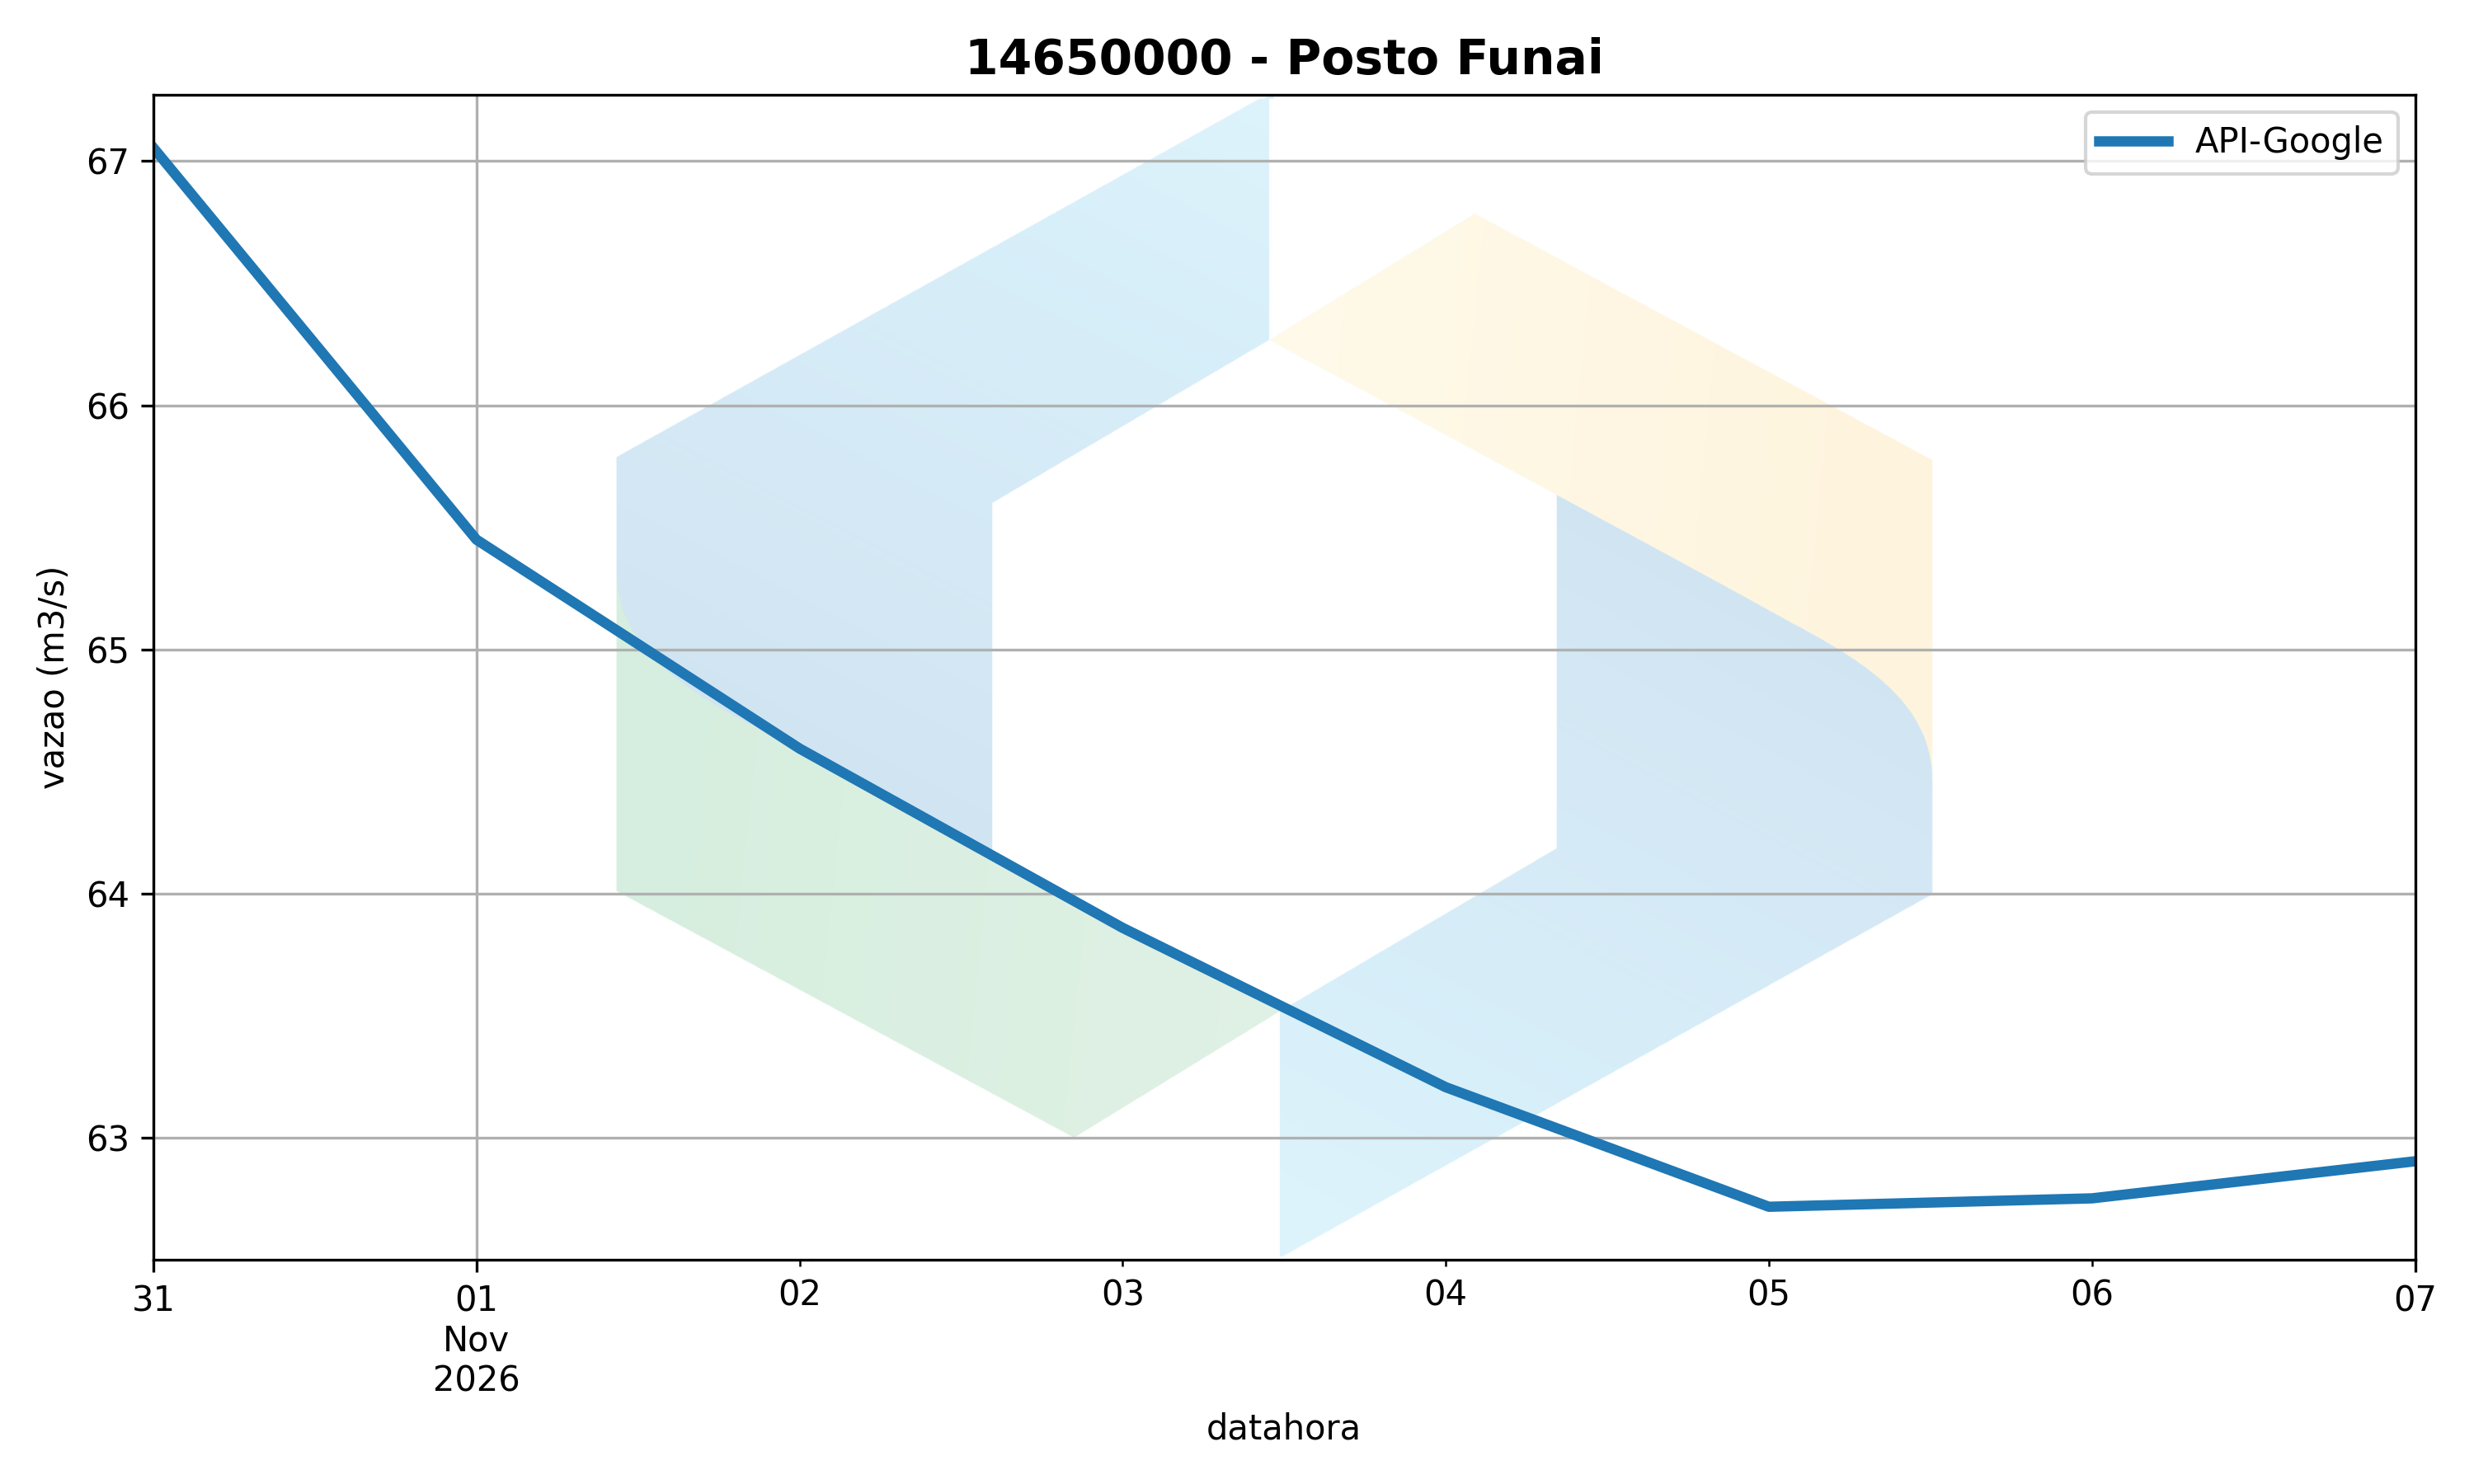 14650000 - Posto Funai
API-Google
67
66
65
64
63
vazao (m3/s)
31 01 02 03 04 05 06 07
Nov
2026
datahora